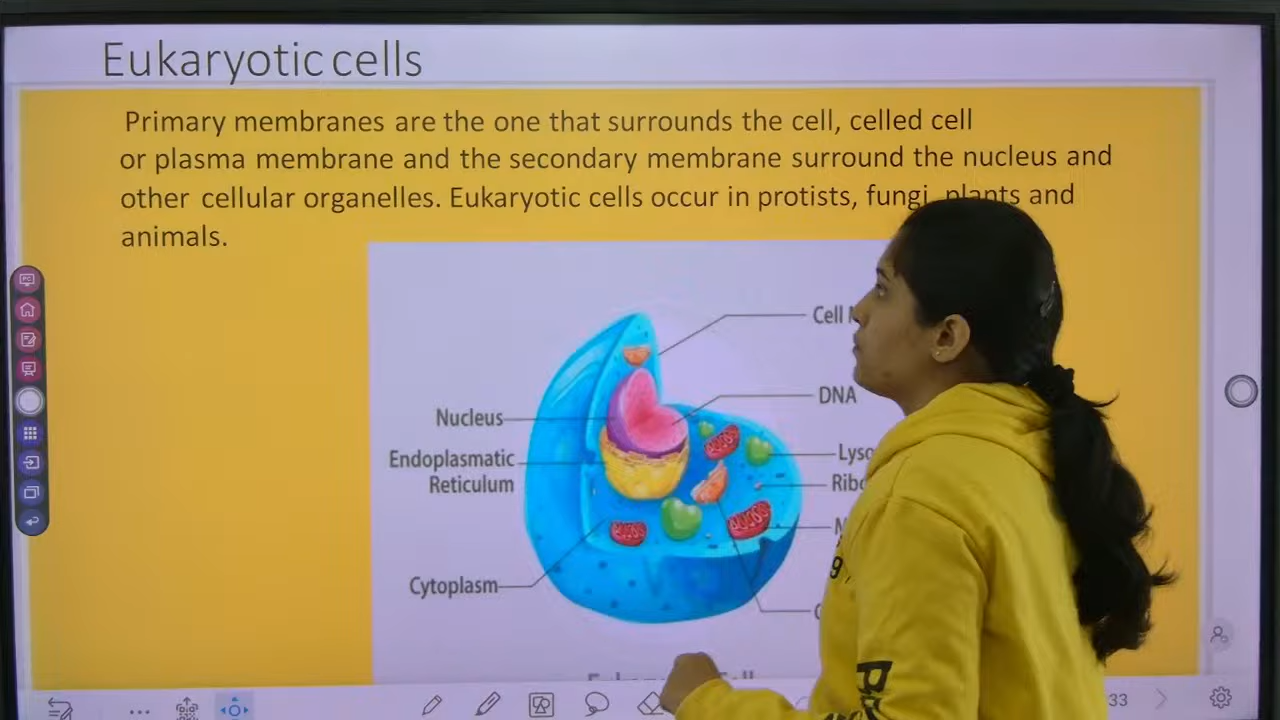 Eukaryotic cells
Primary membranes are the one that surrounds the cell, celled cell
or plasma membrane and the secondary membrane surround the nucleus and
other cellular organelles. Eukaryotic cells occur in protists, fungi, plants and
animals.
Cell
DNA
Nucleus
Endoplasmatic
Reticulum
Cytoplasm
33